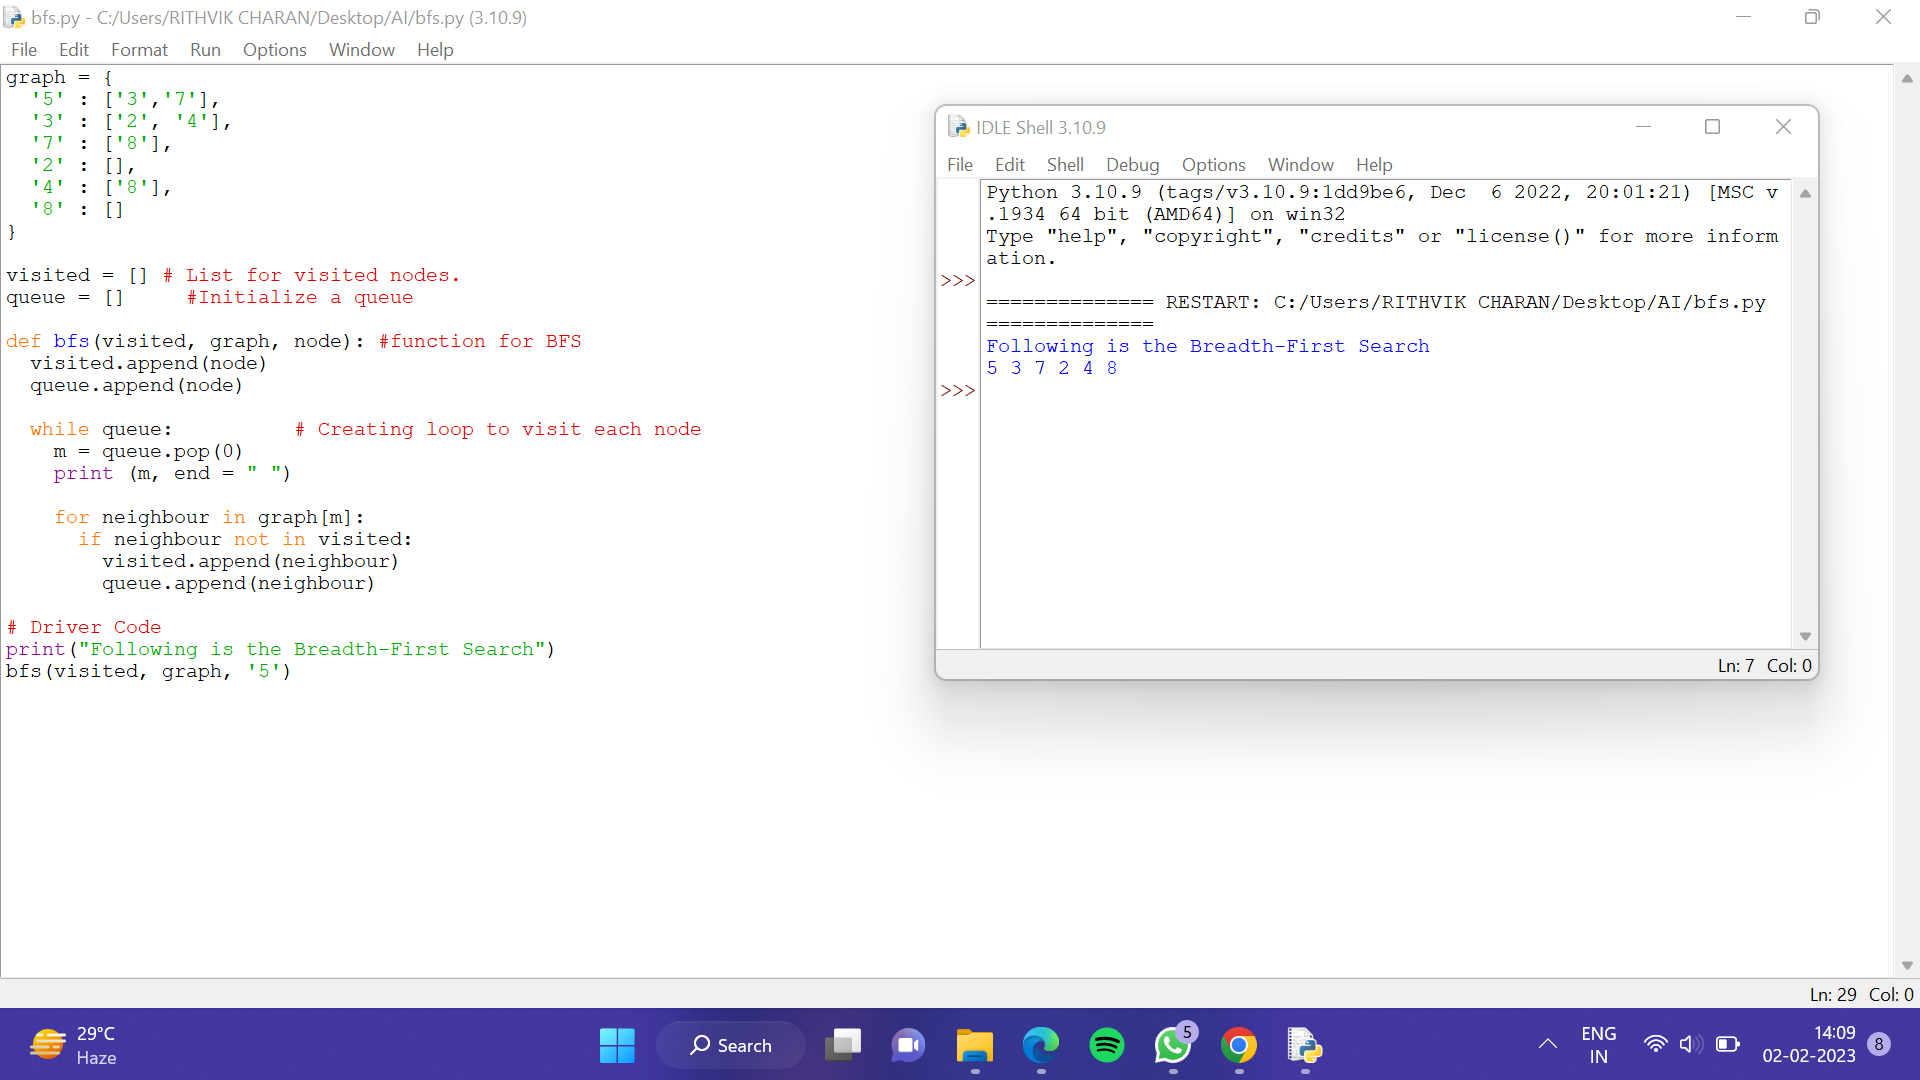 bfs.py - C:/Users/RITHVIK CHARAN/Desktop/AI/bfs.py (3.10.9)
File Edit Format Run Options Window Help
graph = {
  '5' : ['3','7'],
  '3' : ['2', '4'],
  '7' : ['8'],
  '2' : [],
  '4' : ['8'],
  '8' : []
}
visited = [] # List for visited nodes.
queue = []     #Initialize a queue
def bfs(visited, graph, node): #function for BFS
  visited.append(node)
  queue.append(node)
  while queue:          # Creating loop to visit each node
    m = queue.pop(0)
    print (m, end = " ")
    for neighbour in graph[m]:
      if neighbour not in visited:
        visited.append(neighbour)
        queue.append(neighbour)
# Driver Code
print("Following is the Breadth-First Search")
bfs(visited, graph, '5')
IDLE Shell 3.10.9
File Edit Shell Debug Options Window Help
Python 3.10.9 (tags/v3.10.9:1dd9be6, Dec  6 2022, 20:01:21) [MSC v
.1934 64 bit (AMD64)] on win32
Type "help", "copyright", "credits" or "license()" for more inform
ation.
>>>
============== RESTART: C:/Users/RITHVIK CHARAN/Desktop/AI/bfs.py
==============
Following is the Breadth-First Search
5 3 7 2 4 8
>>>
Ln: 7 Col: 0
Ln: 29 Col: 0
29°C
Haze
Search
5
ENG
IN
14:09
02-02-2023
8